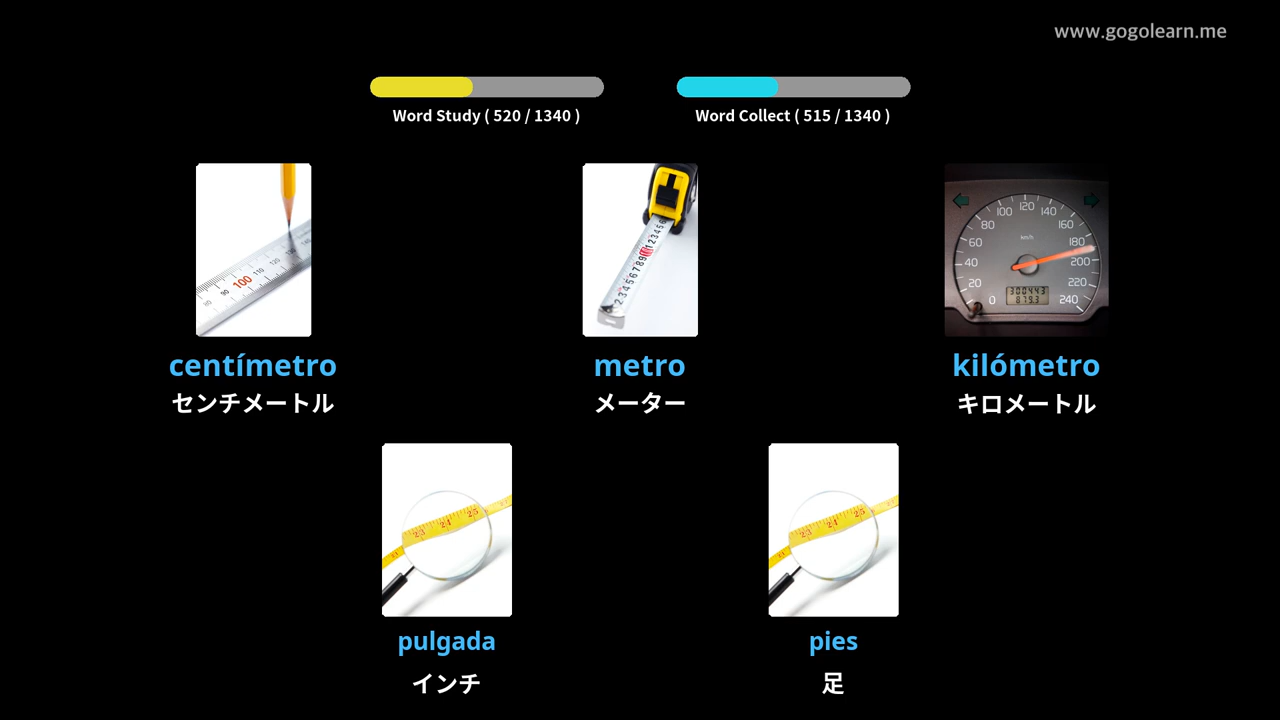 www.gogolearn.me
Word Study ( 520 / 1340 )
Word Collect ( 515 / 1340 )
centímetro
metro
kilómetro
センチメートル
メーター
キロメートル
pulgada
pies
インチ
足